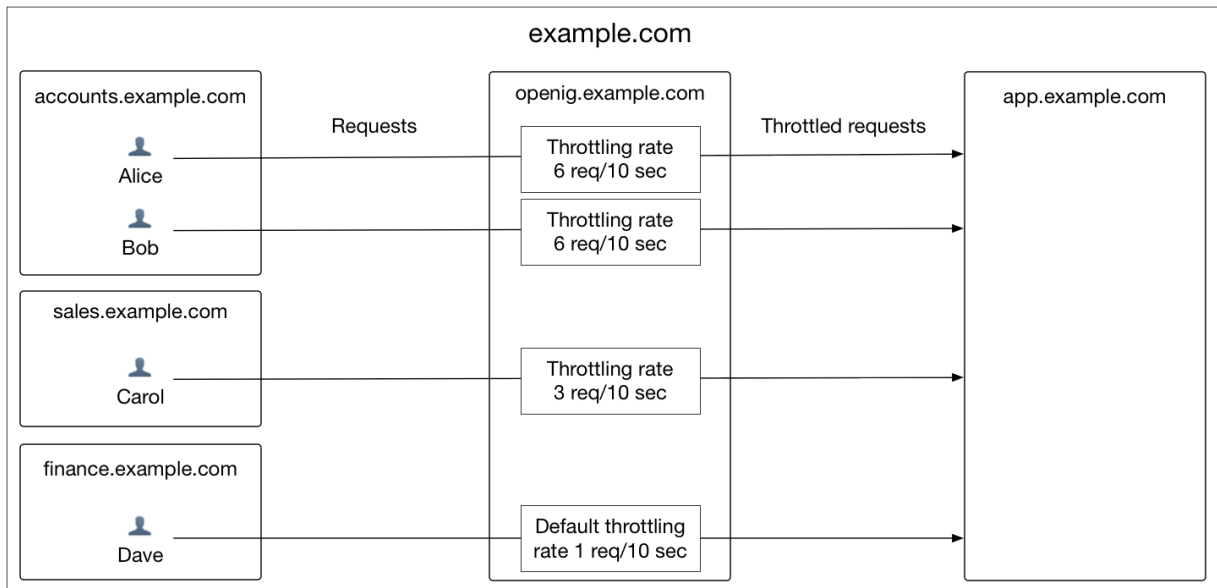 example.com
accounts.example.com
Alice
Bob
sales.example.com
Carol
finance.example.com
Dave
Requests
openig.example.com
Throttling rate
6 req/10 sec
Throttling rate
6 req/10 sec
Throttling rate
3 req/10 sec
Default throttling
rate 1 req/10 sec
Throttled requests
app.example.com